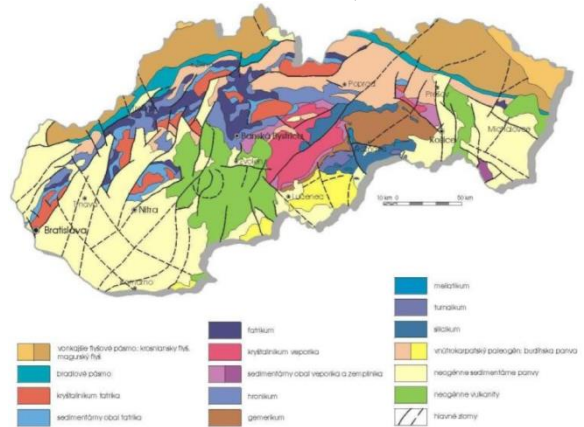 Poprad
Prešov
Banská Bystrica
Košice
Michalovce
Zvolen
Lučenec
Trnava
Nitra
Bratislava
Komárno
10 km 0 50 km
vonkajšie flyšové pásmo: krosniansky flyš,
magurský flyš
bradlové pásmo
kryštalinikum tatrika
sedimentárny obal tatrika
fatrikum
kryštalinikum veporika
sedimentárny obal veporika a zemplinika
hronikum
gemerikum
meliatikum
turnaikum
silicikum
vnútrokarpatský paleogén; budínska panva
neogénne sedimentárne panvy
neogénne vulkanity
hlavné zlomy